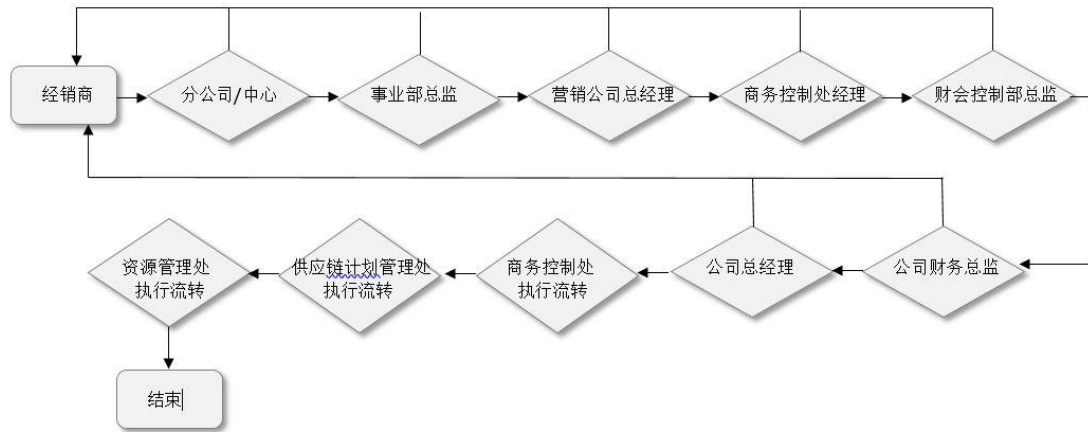 经销商
分公司/中心
事业部总监
营销公司总经理
商务控制处经理
财会控制部总监
公司财务总监
公司总经理
商务控制处
执行流转
供应链计划管理处
执行流转
资源管理处
执行流转
结束